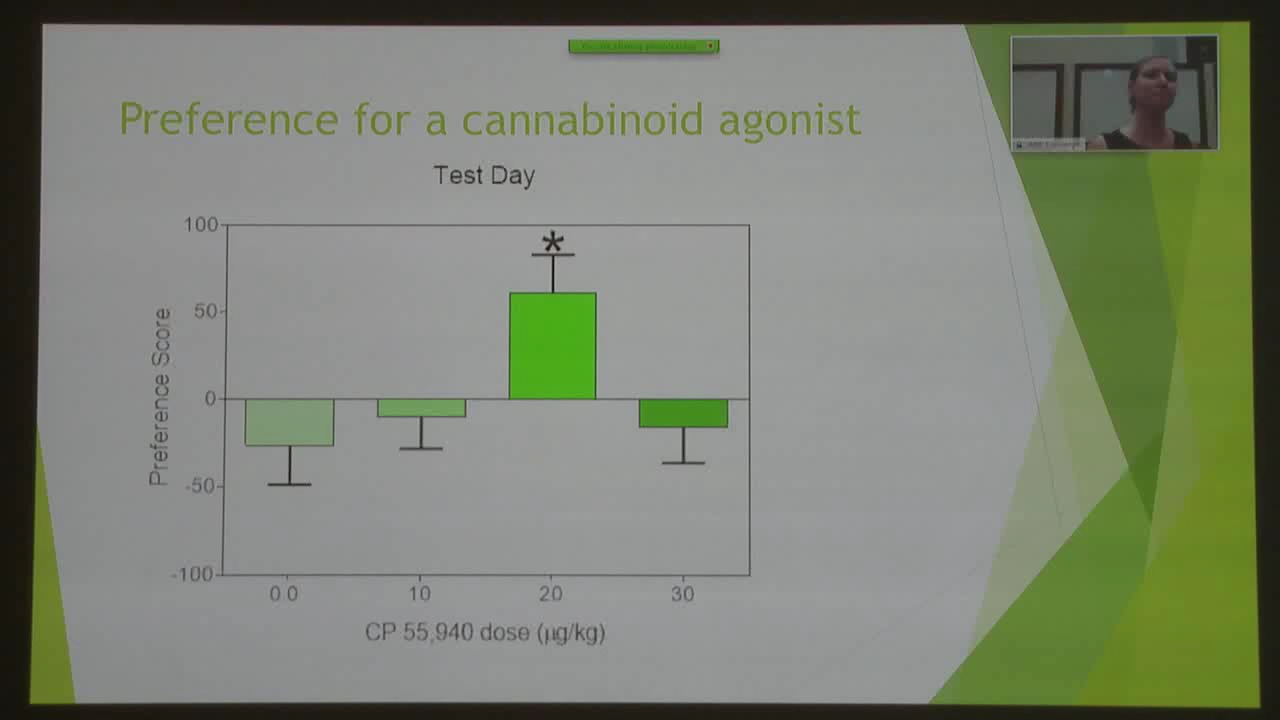 Preference for a cannabinoid agonist
Test Day
*
100
50
0
-50
-100
Preference Score
0 0
10
20
30
CP 55,940 dose (µg/kg)